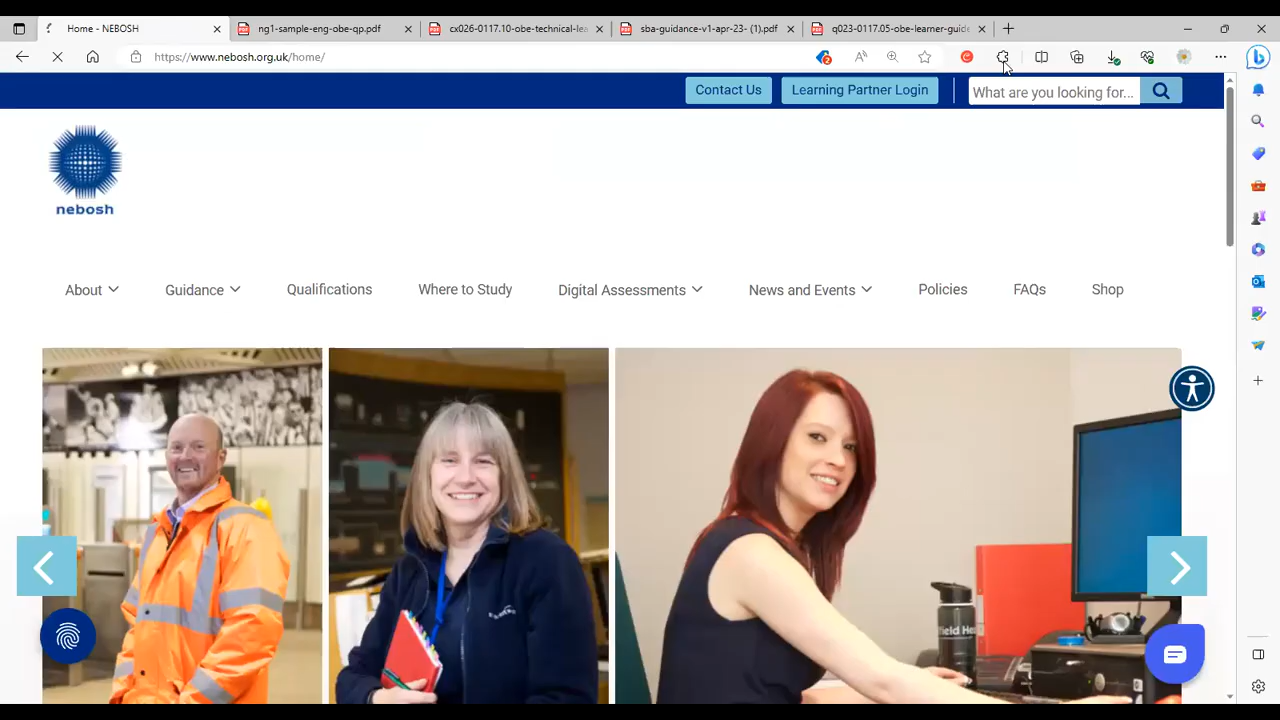 Home - NEBOSH
ng1-sample-eng-obe-qp.pdf
cx026-0117.10-obe-technical-lea
sba-guidance-v1-apr-23- (1).pdf
q023-0117.05-obe-learner-guide
https://www.nebosh.org.uk/home/
2
Contact Us
Learning Partner Login
What are you looking for...
nebosh
About
Guidance
Qualifications
Where to Study
Digital Assessments
News and Events
Policies
FAQs
Shop